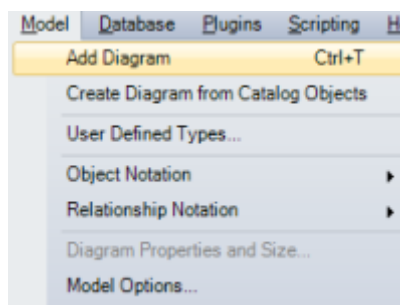 Model Database Plugins Scripting H
Add Diagram Ctrl+T
Create Diagram from Catalog Objects
User Defined Types...
Object Notation
Relationship Notation
Diagram Properties and Size...
Model Options...